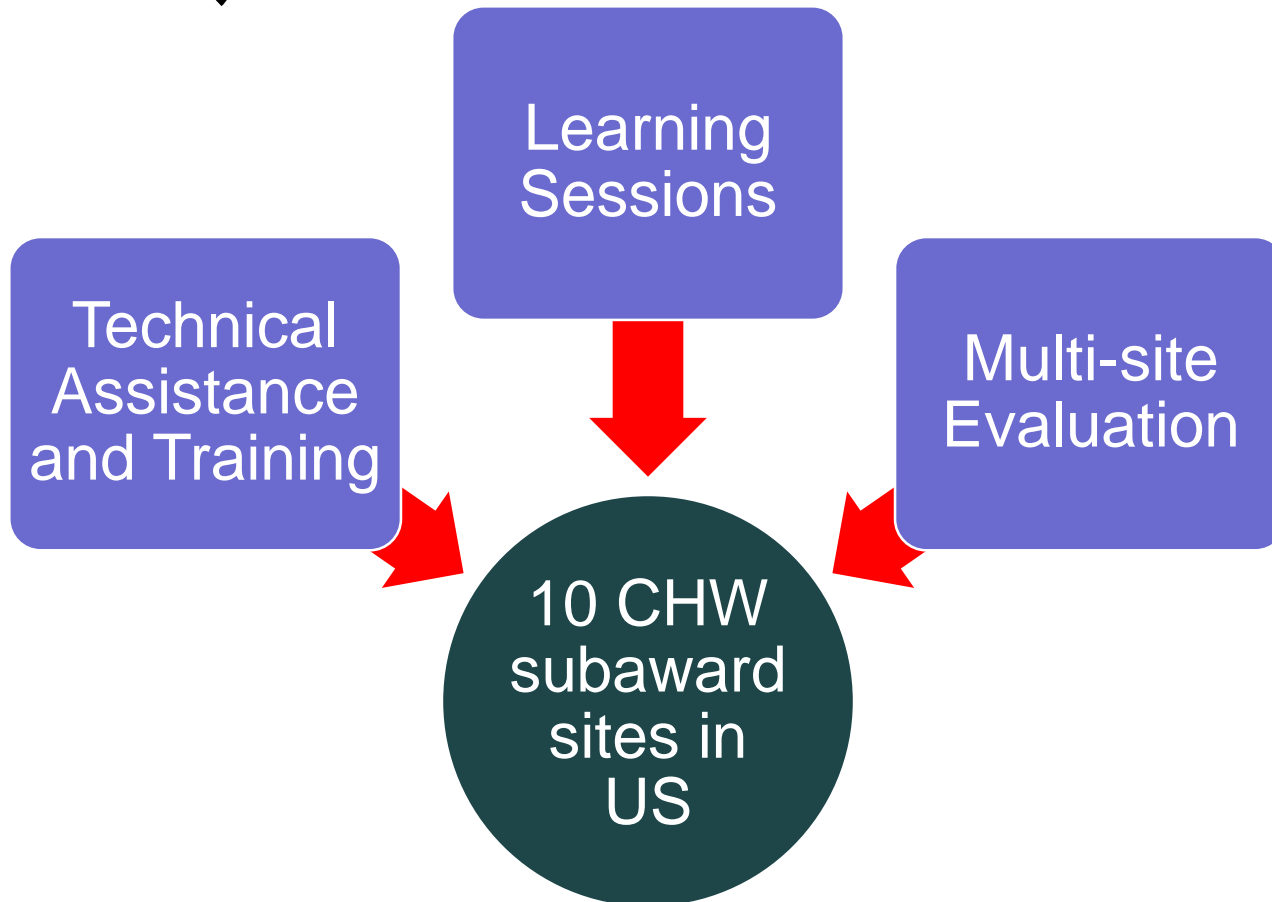 Learning
Sessions
Technical
Assistance
and Training
Multi-site
Evaluation
10 CHW
subaward
sites in
US